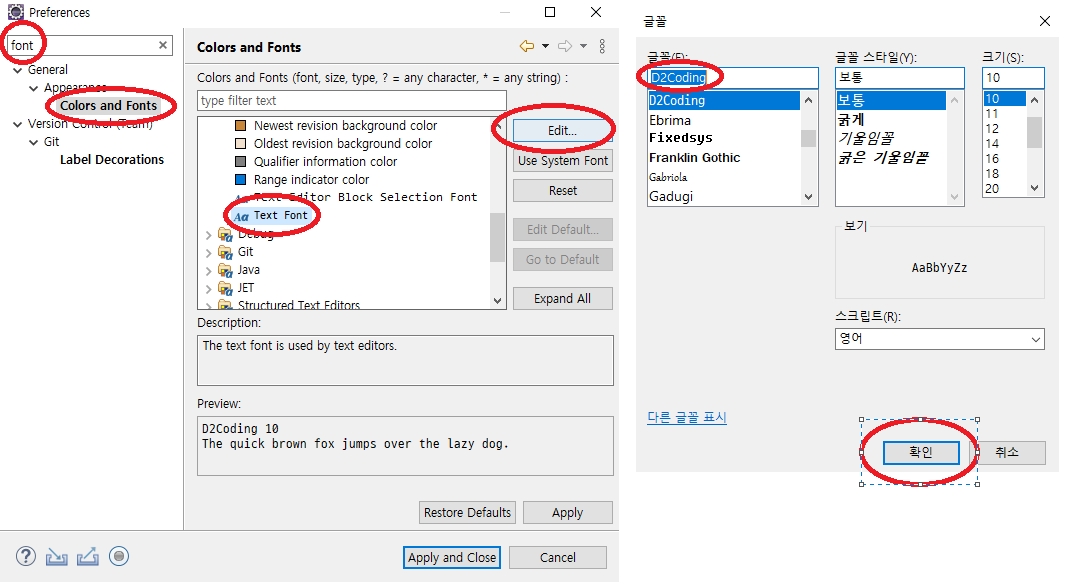 Preferences
font
General
Appearance
Colors and Fonts
Version Control (Team)
Git
Label Decorations
Colors and Fonts
Colors and Fonts (font, size, type, ? = any character, * = any string) :
type filter text
Newest revision background color
Oldest revision background color
Qualifier information color
Range indicator color
Text Editor Block Selection Font
Aa Text Font
Debug
Git
Java
JET
Structured Text Editors
Edit...
Use System Font
Reset
Edit Default...
Go to Default
Expand All
Description:
The text font is used by text editors.
Preview:
D2Coding 10
The quick brown fox jumps over the lazy dog.
Restore Defaults
Apply
Apply and Close
Cancel
글꼴
글꼴(F):
D2Coding
D2Coding
Ebrima
Fixedsys
Franklin Gothic
Gabriola
Gadugi
글꼴 스타일(Y):
보통
보통
굵게
기울임꼴
굵은 기울임꼴
크기(S):
10
10
11
12
14
16
18
20
보기
AaBbYyZz
스크립트(R):
영어
다른 글꼴 표시
확인
취소